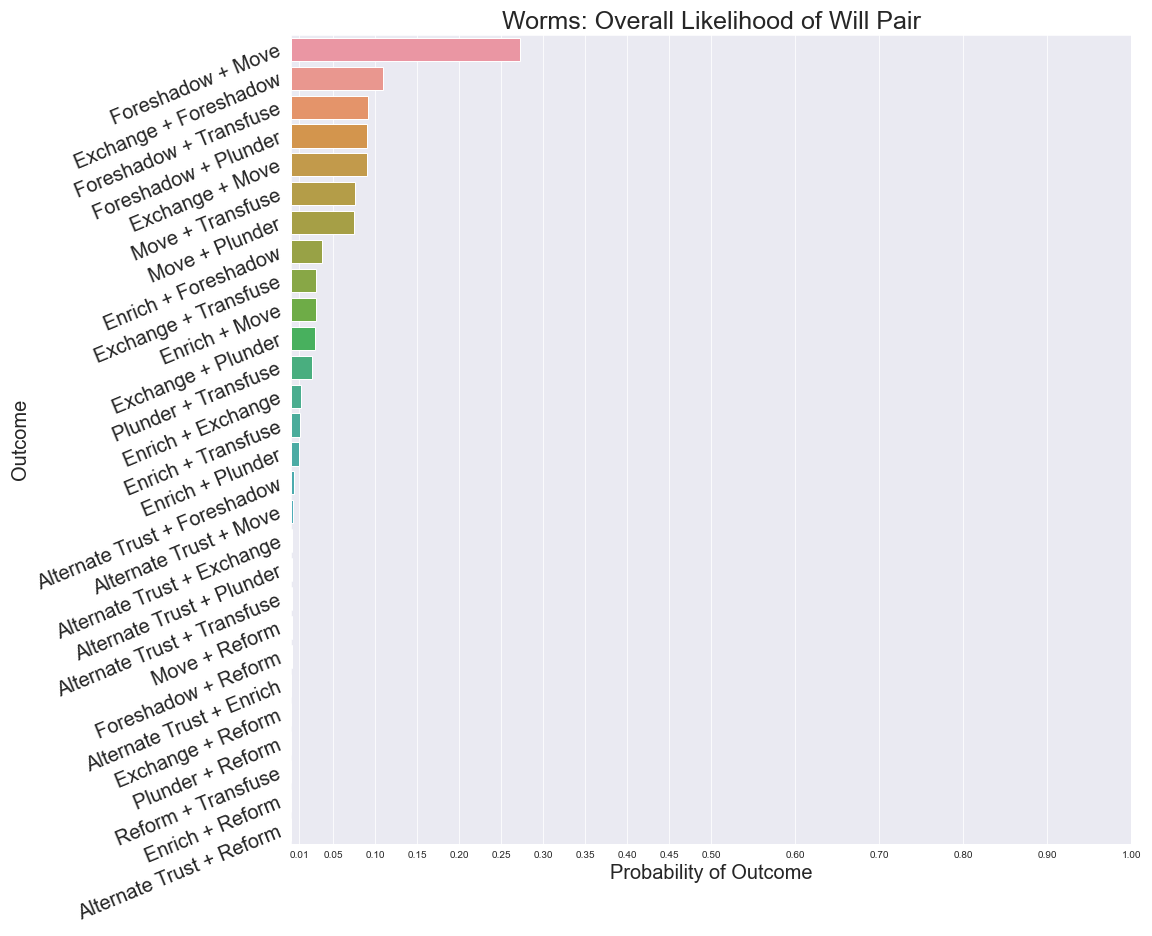 Worms: Overall Likelihood of Will Pair
Foreshadow + Move
Exchange + Foreshadow
Foreshadow + Transfuse
Foreshadow + Plunder
Exchange + Move
Move + Transfuse
Move + Plunder
Enrich + Foreshadow
Exchange + Transfuse
Enrich + Move
Exchange + Plunder
Plunder + Transfuse
Enrich + Exchange
Enrich + Transfuse
Enrich + Plunder
Alternate Trust + Foreshadow
Alternate Trust + Move
Alternate Trust + Exchange
Alternate Trust + Plunder
Alternate Trust + Transfuse
Move + Reform
Foreshadow + Reform
Alternate Trust + Enrich
Exchange + Reform
Plunder + Reform
Reform + Transfuse
Enrich + Reform
Alternate Trust + Reform
Outcome
0.01 0.05 0.10 0.15 0.20 0.25 0.30 0.35 0.40 0.45 0.50 0.60 0.70 0.80 0.90 1.00
Probability of Outcome